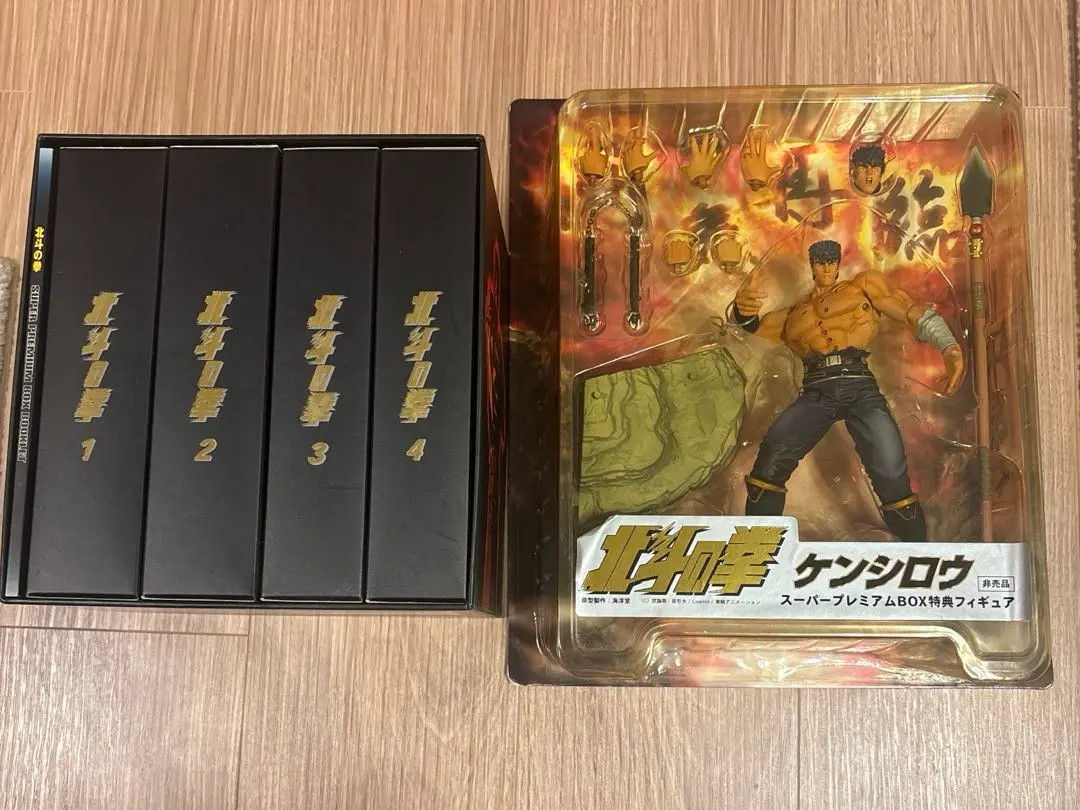 北斗の拳
SUPER PREMIUM BOX BOOKLET
北斗の拳
1
北斗の拳
2
北斗の拳
3
北斗の拳
4
再臨
北斗の拳
ケンシロウ
非売品
スーパープレミアムBOX特典フィギュア
原型製作:海洋堂